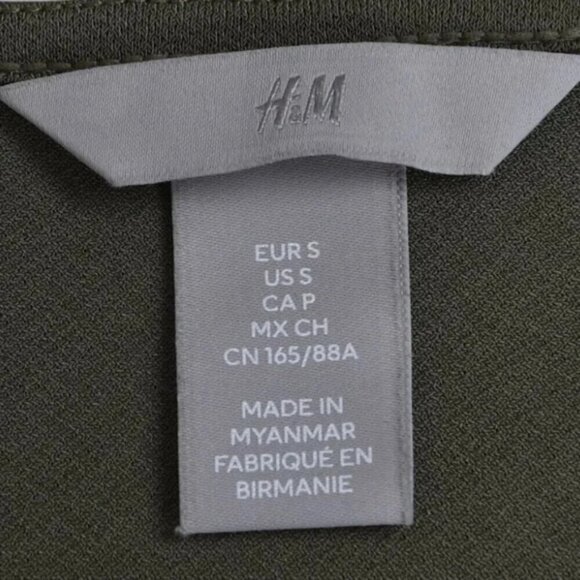 H&M
EUR S
US S
CA P
MX CH
CN 165/88A
MADE IN
MYANMAR
FABRIQUÉ EN
BIRMANIE